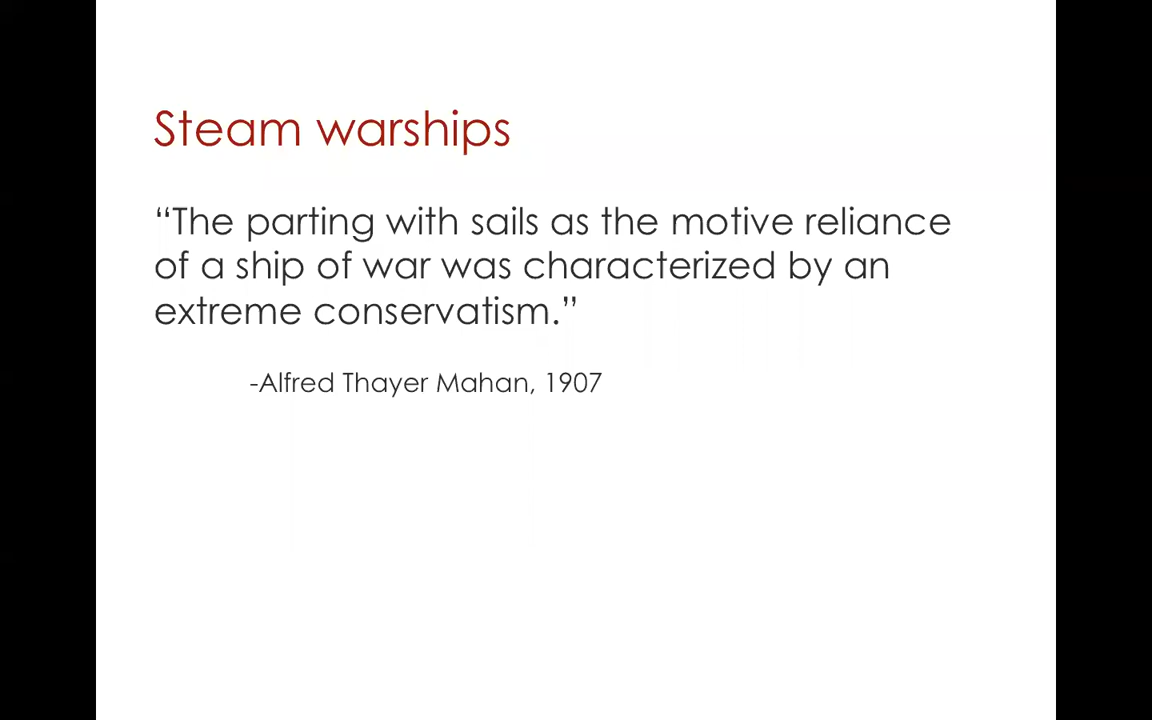 Steam warships
“The parting with sails as the motive reliance
of a ship of war was characterized by an
extreme conservatism.”
-Alfred Thayer Mahan, 1907